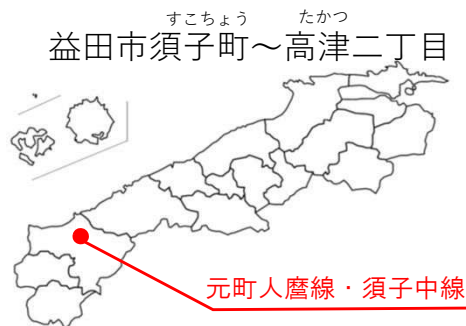 すこちょう たかつ
益田市須子町～高津二丁目
元町人麿線・須子中線